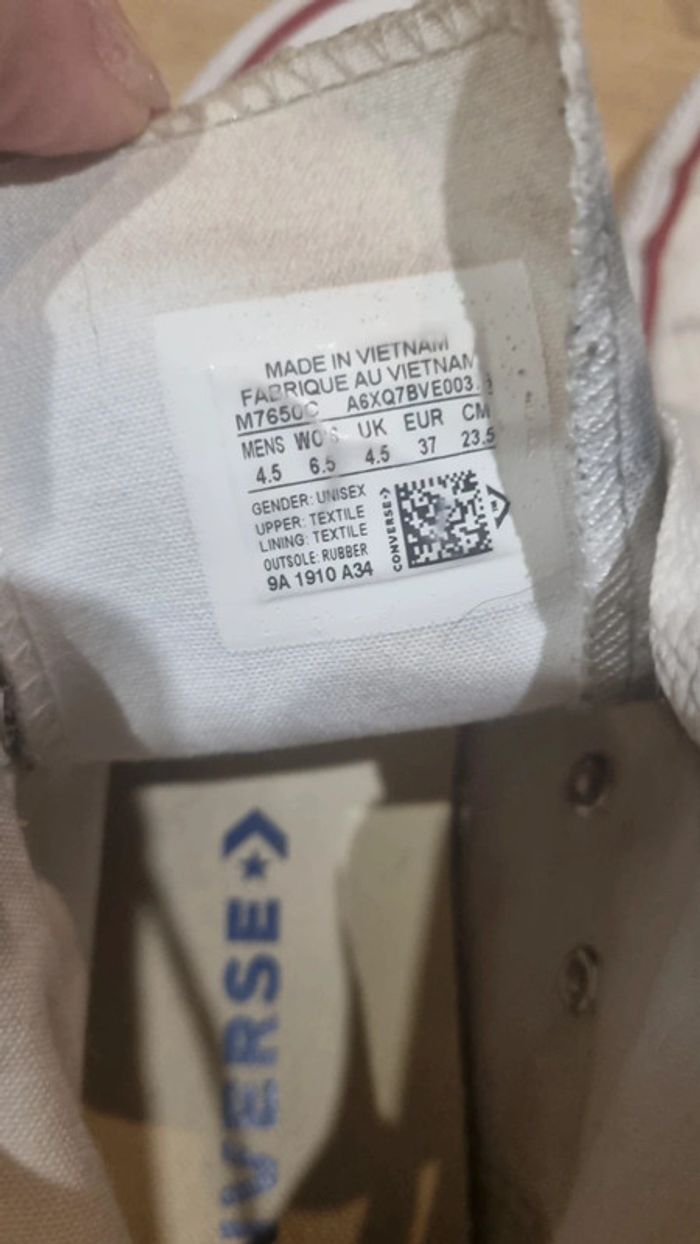 MADE IN VIETNAM
FABRIQUE AU VIETNAM
M7650C A6XQ7BVE003
MENS WO'S UK EUR CM
4.5 6.5 4.5 37 23.5
GENDER: UNISEX
UPPER: TEXTILE
LINING: TEXTILE
OUTSOLE: RUBBER
9A 1910 A34
CONVERSE
VERSE